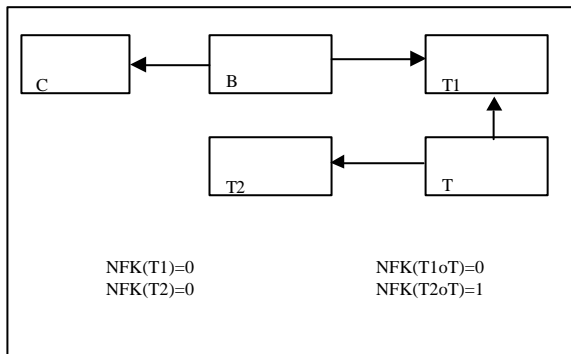 C
B
T1
T2
T
NFK(T1)=0
NFK(T2)=0
NFK(T1oT)=0
NFK(T2oT)=1